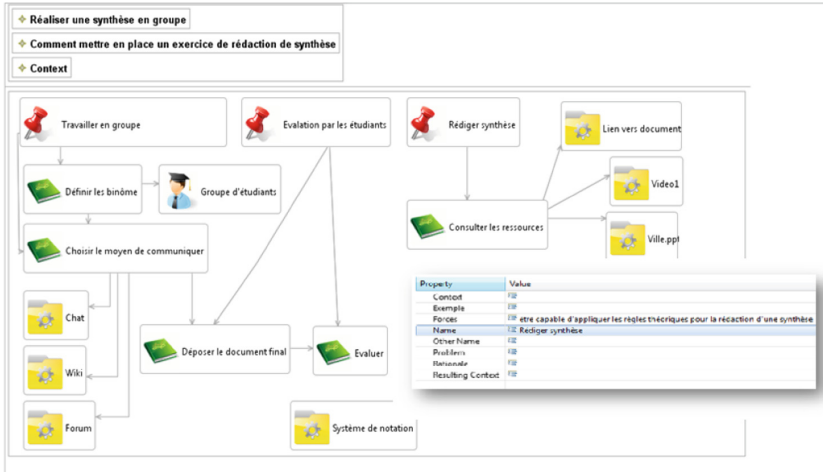 Réaliser une synthèse en groupe
Comment mettre en place un exercice de rédaction de synthèse
Context
Travailler en groupe
Evalation par les étudiants
Rédiger synthèse
Lien vers document
Définir les binôme
Groupe d'étudiants
Video1
Consulter les ressources
Ville.ppt
Choisir le moyen de communiquer
Chat
Déposer le document final
Evaluer
Wiki
Forum
Système de notation
Property Value
Context
Exemple
Forces etre capable d'appliquer les règles théoriques pour la rédaction d'une synthèse
Name Rédiger synthèse
Other Name
Problem
Rationale
Resulting Context